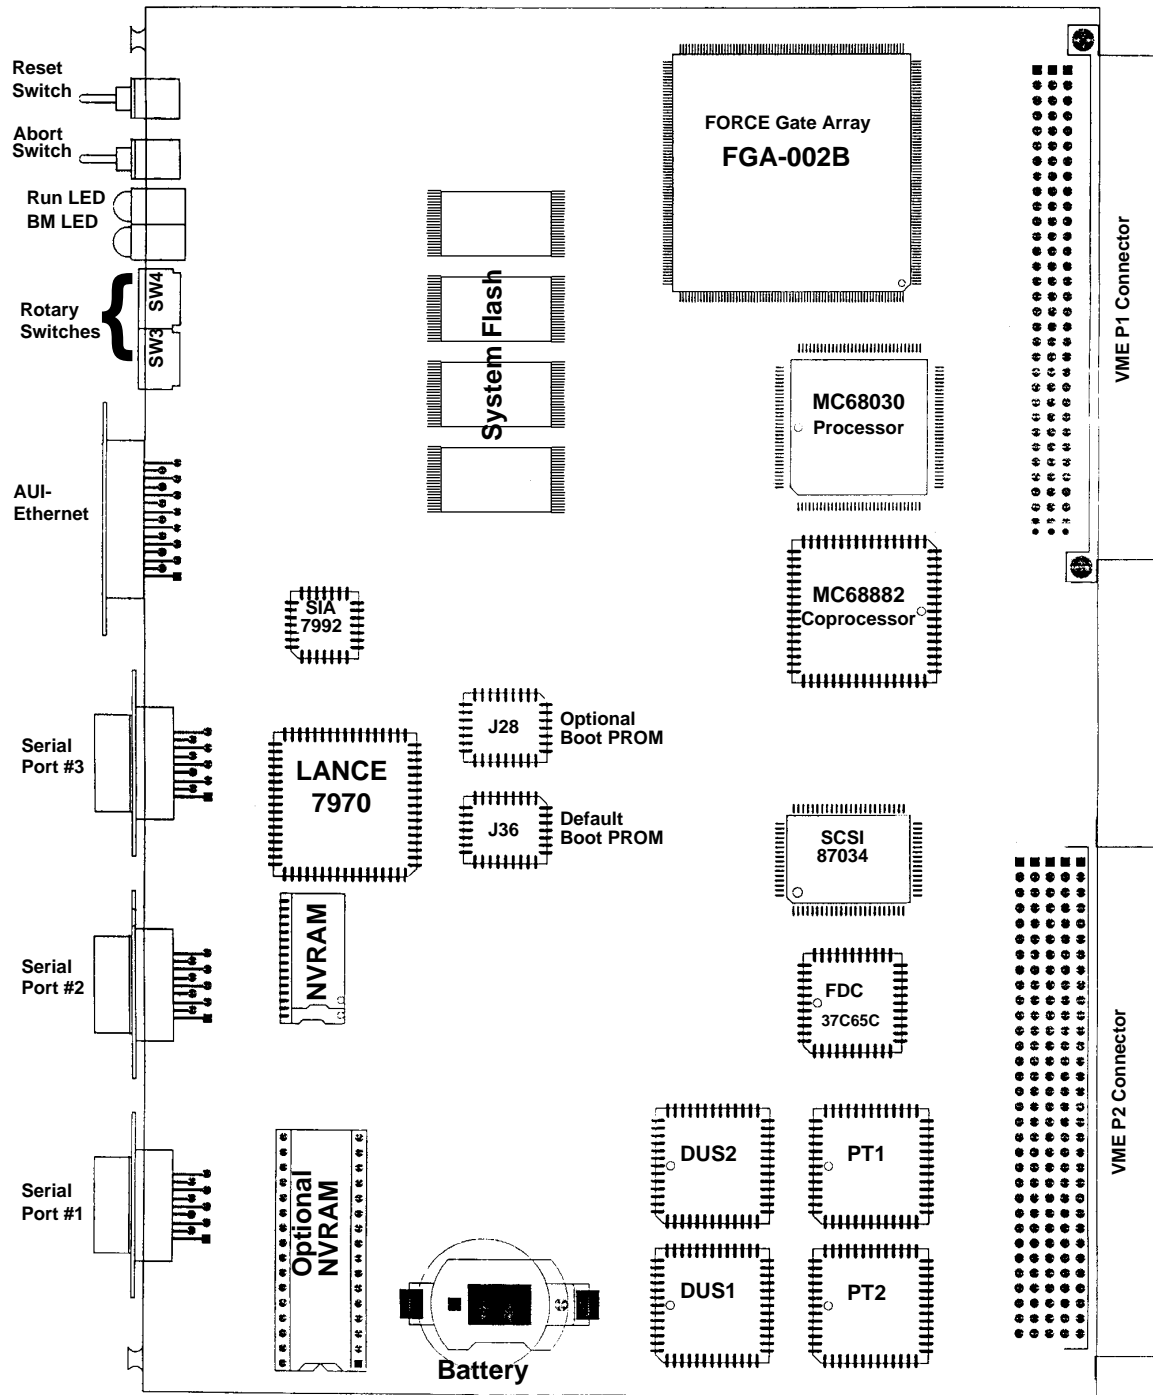 Reset
Switch
Abort
Switch
Run LED
BM LED
Rotary
Switches
SW4
SW3
AUI-
Ethernet
Serial
Port #3
Serial
Port #2
Serial
Port #1
System Flash
FORCE Gate Array
FGA-002B
MC68030
Processor
MC68882
Coprocessor
VME P1 Connector
SIA
7992
LANCE
7970
J28
Optional
Boot PROM
J36
Default
Boot PROM
SCSI
87034
NVRAM
FDC
37C65C
VME P2 Connector
Optional
NVRAM
DUS2
PT1
DUS1
PT2
Battery